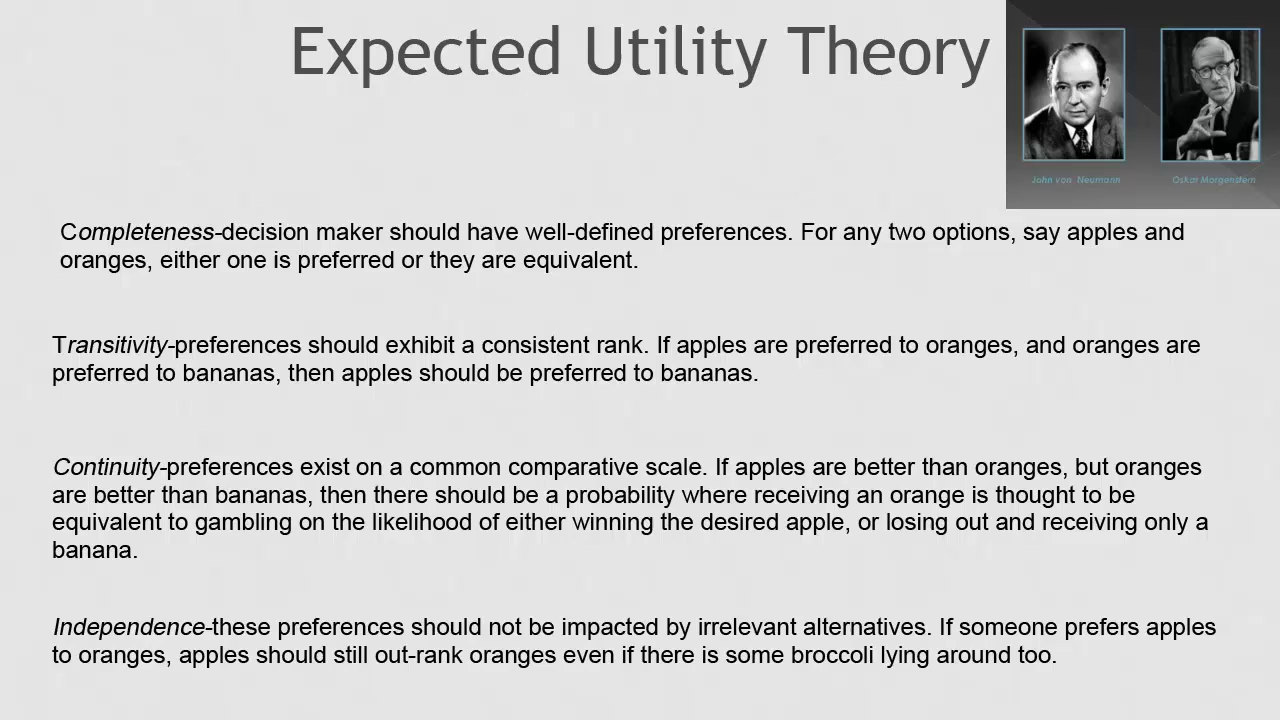 Expected Utility Theory
John von Neumann
Oskar Morgenstern
Completeness-decision maker should have well-defined preferences. For any two options, say apples and
oranges, either one is preferred or they are equivalent.
Transitivity-preferences should exhibit a consistent rank. If apples are preferred to oranges, and oranges are
preferred to bananas, then apples should be preferred to bananas.
Continuity-preferences exist on a common comparative scale. If apples are better than oranges, but oranges
are better than bananas, then there should be a probability where receiving an orange is thought to be
equivalent to gambling on the likelihood of either winning the desired apple, or losing out and receiving only a
banana.
Independence-these preferences should not be impacted by irrelevant alternatives. If someone prefers apples
to oranges, apples should still out-rank oranges even if there is some broccoli lying around too.